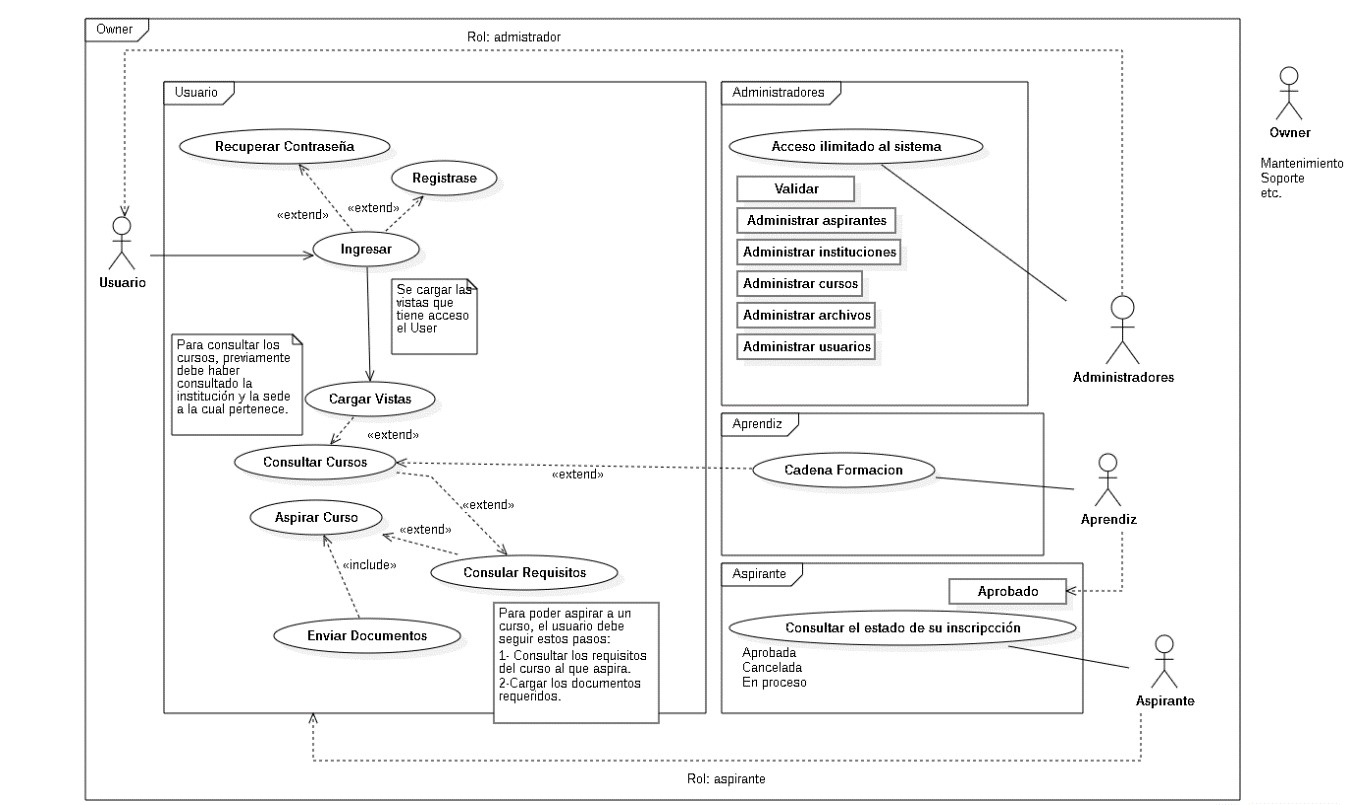 Owner
Rol: admistrador
Usuario
Recuperar Contraseña
Registrase
«extend»
«extend»
Ingresar
Usuario
Se cargar las
vistas que
tiene acceso
el User
Para consultar los
cursos, previamente
debe haber
consultado la
institución y la sede
a la cual pertenece.
Cargar Vistas
«extend»
Consultar Cursos
«extend»
«extend»
Aspirar Curso
«extend»
«include»
Consular Requisitos
Enviar Documentos
Para poder aspirar a un
curso, el usuario debe
seguir estos pasos:
1- Consultar los requisitos
del curso al que aspira.
2-Cargar los documentos
requeridos.
Administradores
Acceso ilimitado al sistema
Validar
Administrar aspirantes
Administrar instituciones
Administrar cursos
Administrar archivos
Administrar usuarios
Administradores
Aprendiz
Cadena Formacion
Aprendiz
Aspirante
Aprobado
Consultar el estado de su inscripcción
Aprobada
Cancelada
En proceso
Aspirante
Rol: aspirante
Owner
Mantenimiento
Soporte
etc.